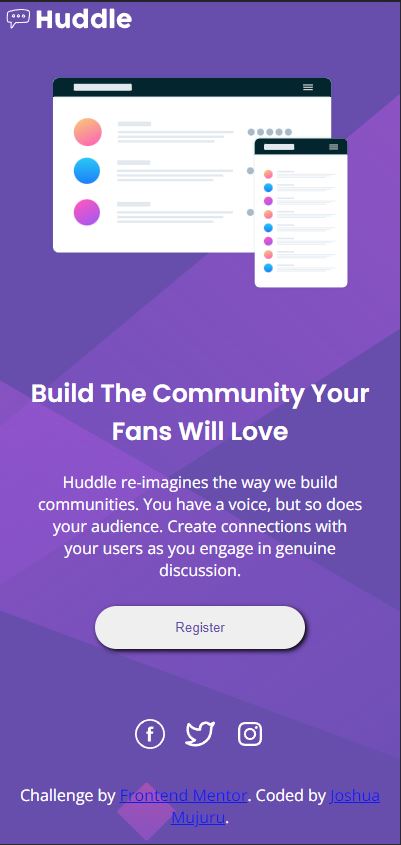 Huddle
Build The Community Your
Fans Will Love
Huddle re-imagines the way we build
communities. You have a voice, but so does
your audience. Create connections with
your users as you engage in genuine
discussion.
Register
Challenge by Frontend Mentor. Coded by Joshua
Mujuru.